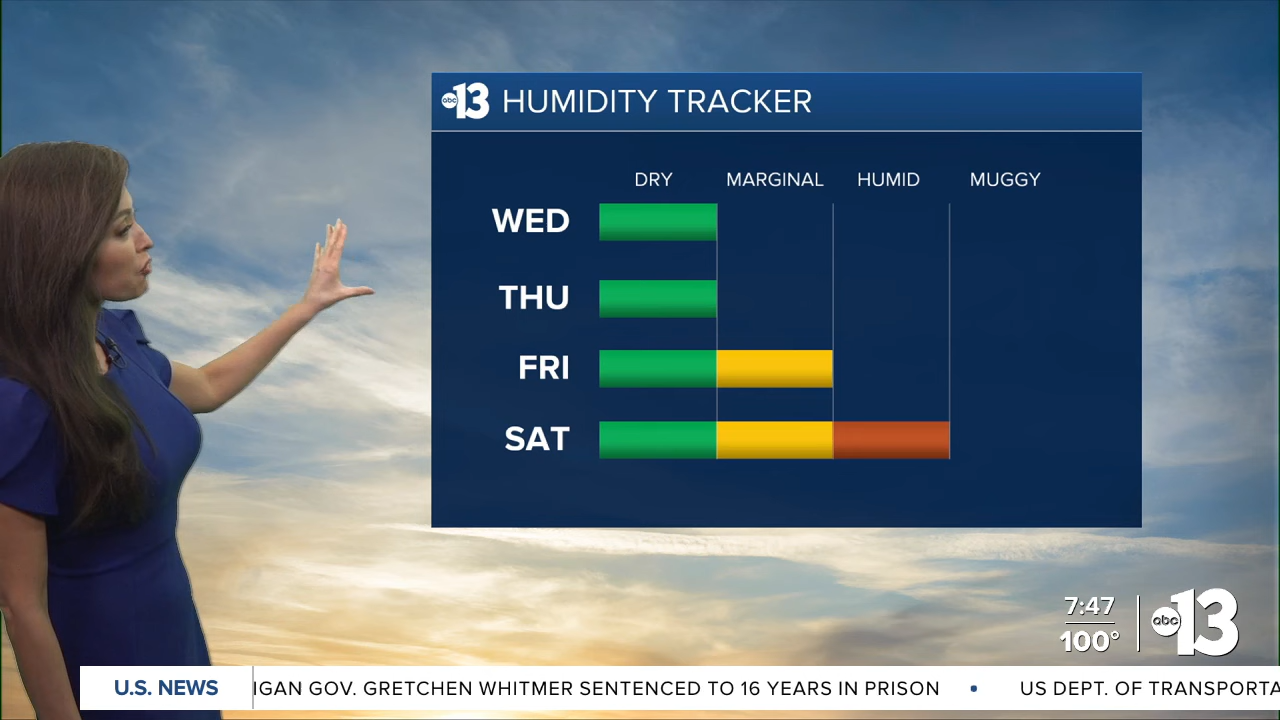 abc 13 HUMIDITY TRACKER
DRY MARGINAL HUMID MUGGY
WED
THU
FRI
SAT
7:47
100°
abc 13
U.S. NEWS IGAN GOV. GRETCHEN WHITMER SENTENCED TO 16 YEARS IN PRISON • US DEPT. OF TRANSPORTA